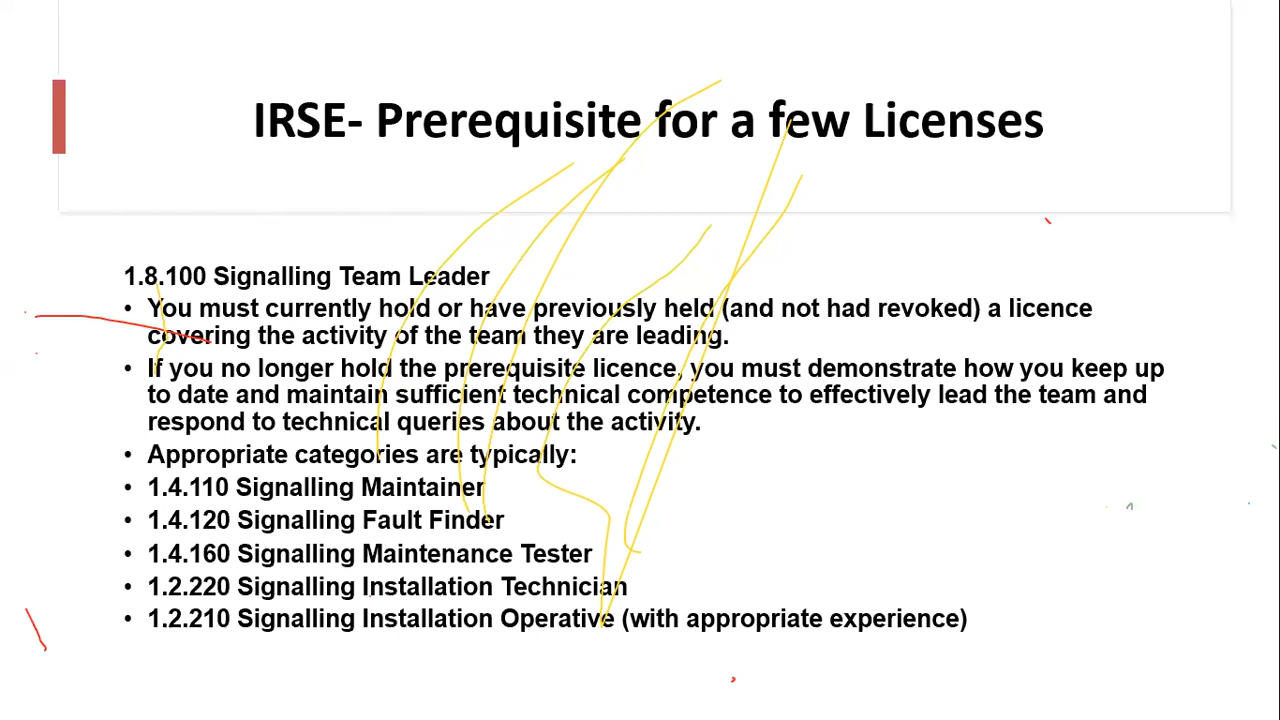 IRSE- Prerequisite for a few Licenses
1.8.100 Signalling Team Leader
• You must currently hold or have previously held (and not had revoked) a licence
covering the activity of the team they are leading.
• If you no longer hold the prerequisite licence, you must demonstrate how you keep up
to date and maintain sufficient technical competence to effectively lead the team and
respond to technical queries about the activity.
• Appropriate categories are typically:
• 1.4.110 Signalling Maintainer
• 1.4.120 Signalling Fault Finder
• 1.4.160 Signalling Maintenance Tester
• 1.2.220 Signalling Installation Technician
• 1.2.210 Signalling Installation Operative (with appropriate experience)